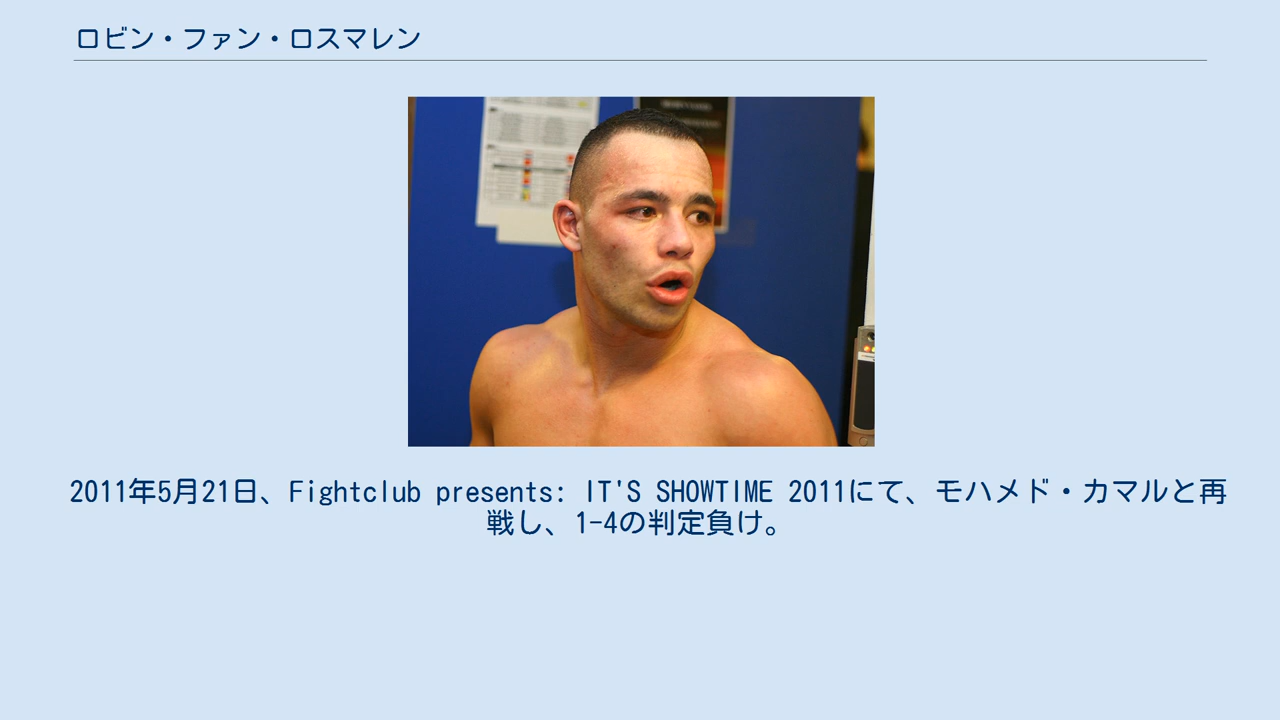 ロビン・ファン・ロスマレン
2011年5月21日、Fightclub presents: IT'S SHOWTIME 2011にて、モハメド・カマルと再
戦し、1-4の判定負け。